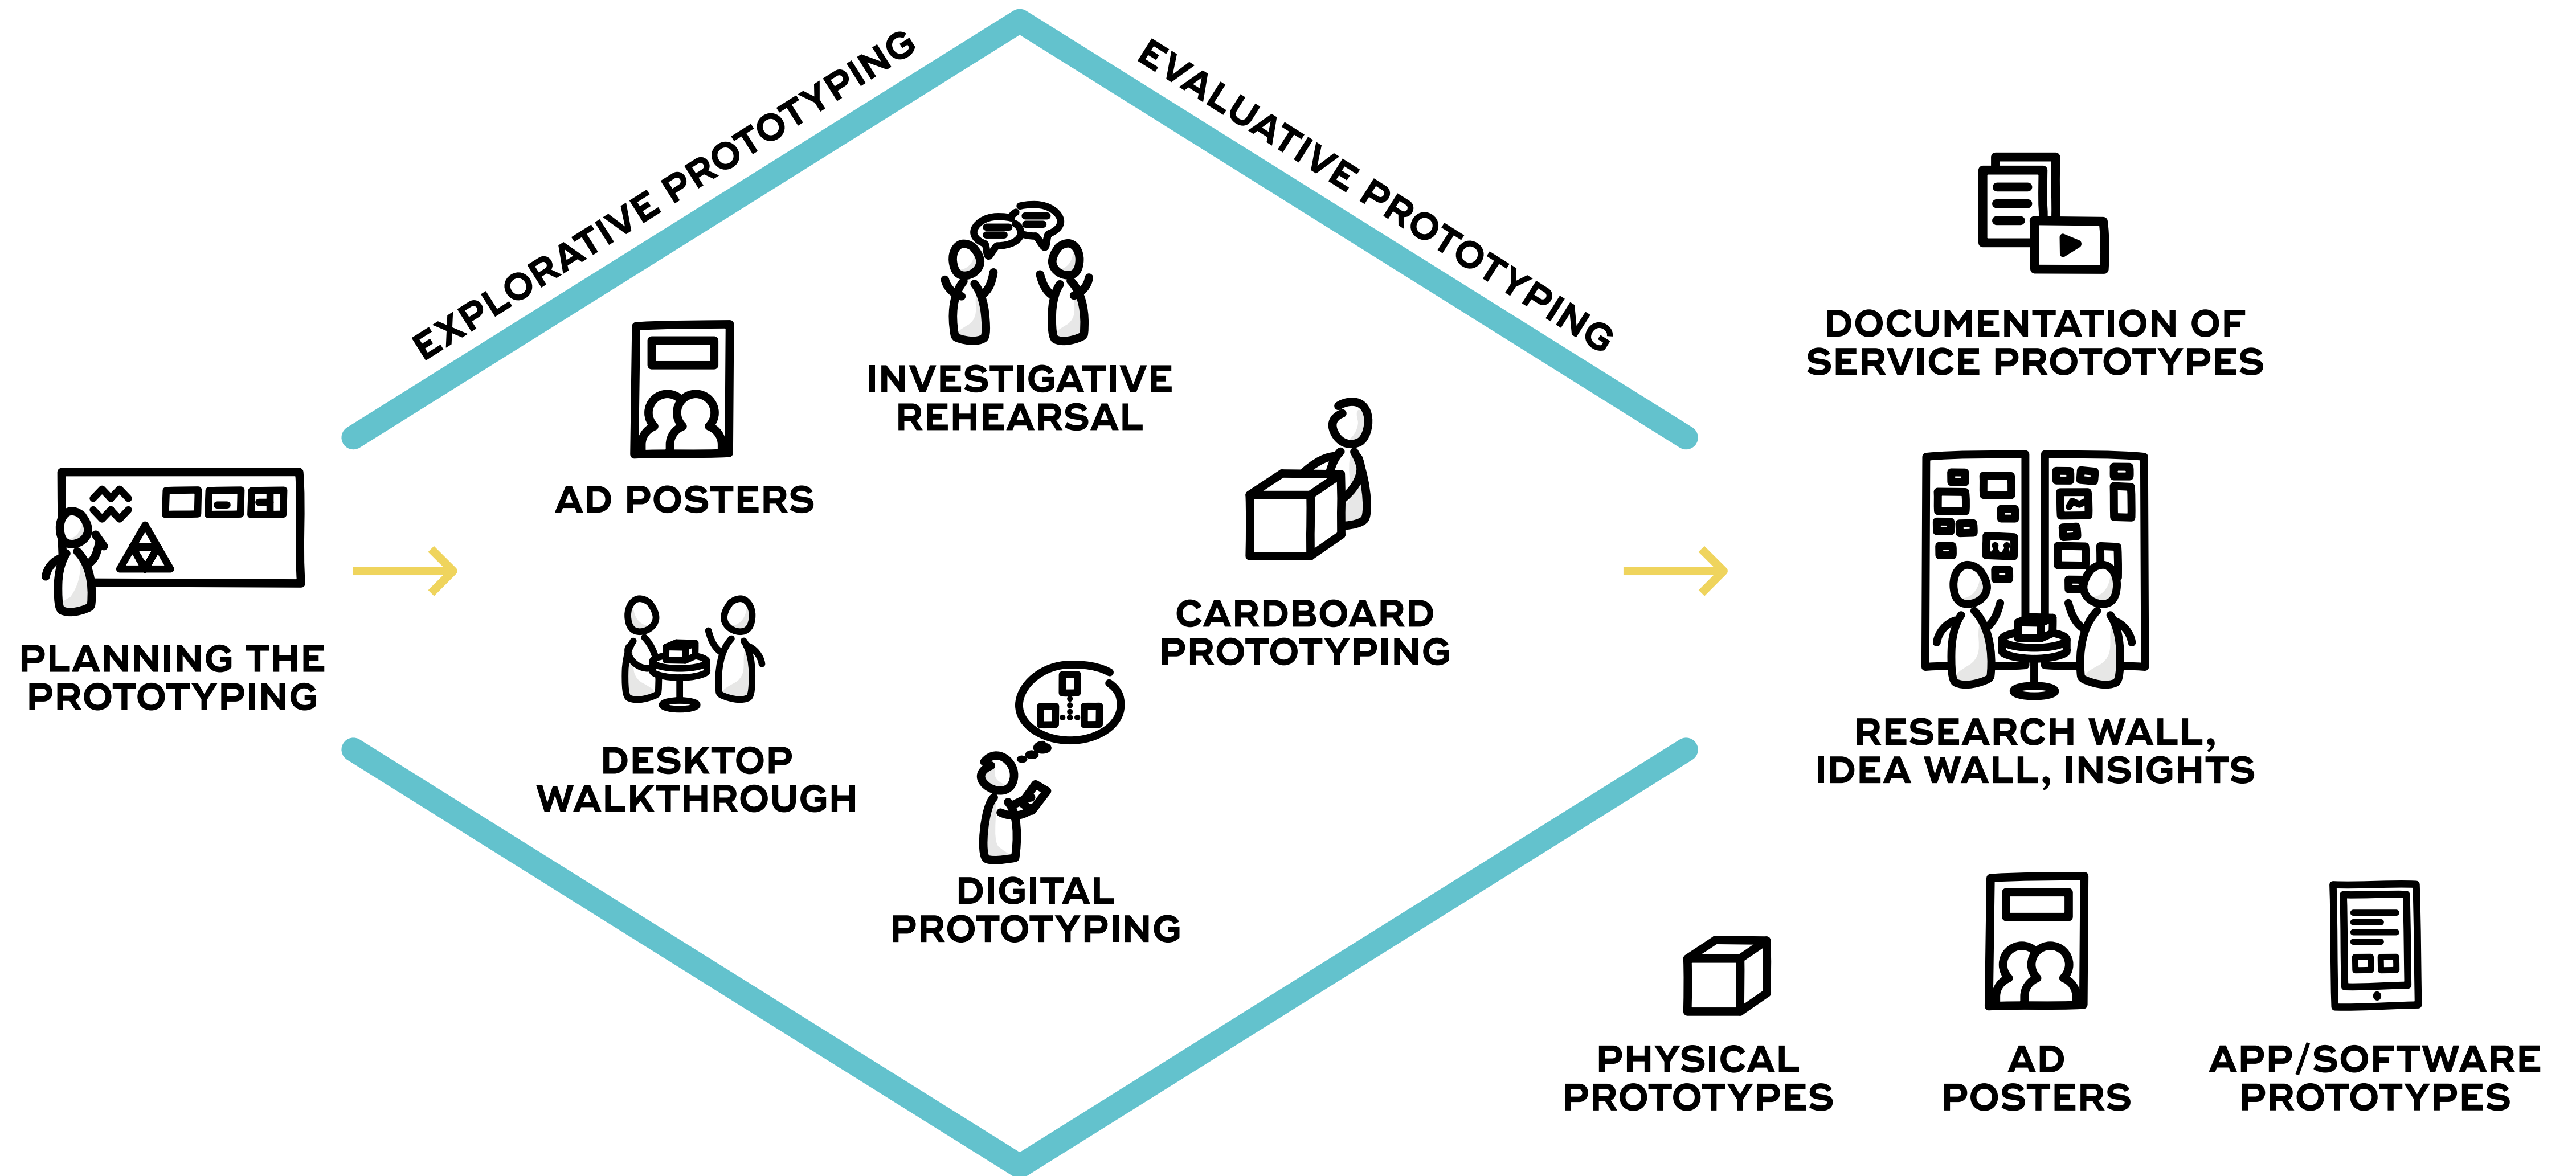 EXPLORATIVE PROTOTYPING
EVALUATIVE PROTOTYPING
PLANNING THE
PROTOTYPING
AD POSTERS
INVESTIGATIVE
REHEARSAL
DESKTOP
WALKTHROUGH
CARDBOARD
PROTOTYPING
DIGITAL
PROTOTYPING
DOCUMENTATION OF
SERVICE PROTOTYPES
RESEARCH WALL,
IDEA WALL, INSIGHTS
PHYSICAL
PROTOTYPES
AD
POSTERS
APP/SOFTWARE
PROTOTYPES